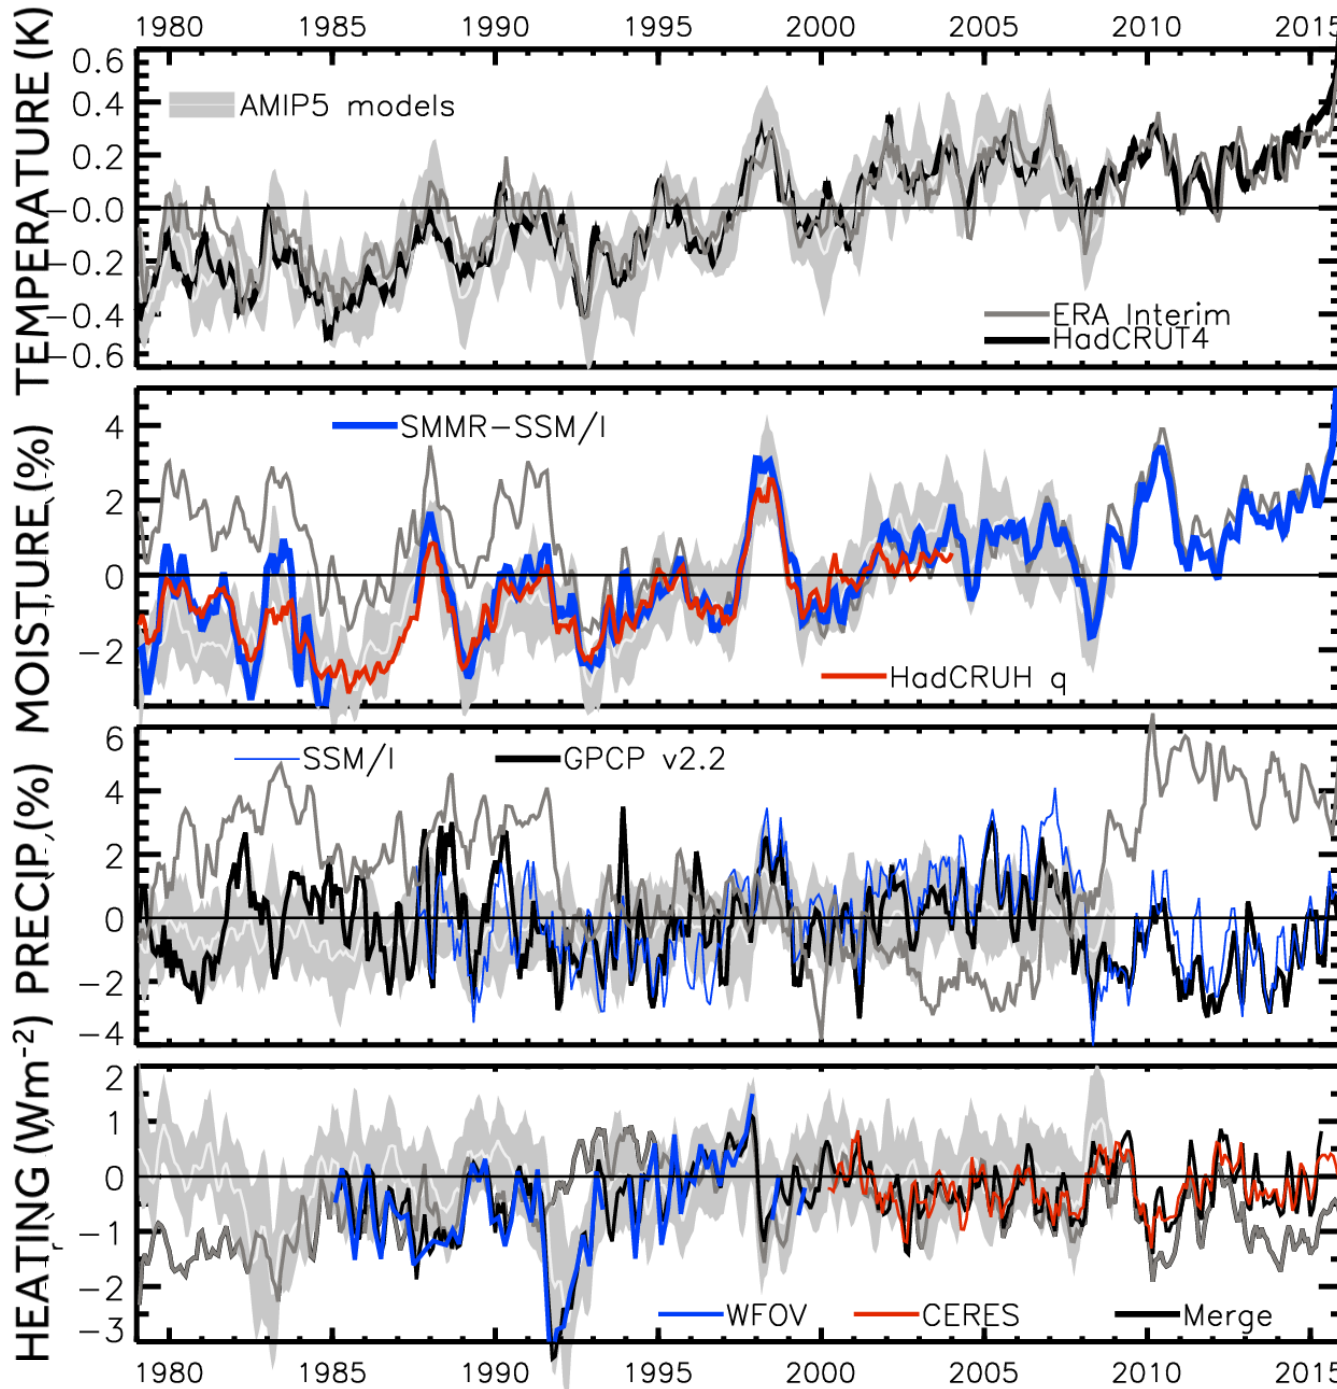 1980 1985 1990 1995 2000 2005 2010 2015
TEMPERATURE (K)
0.6
0.4
0.2
-0.0
-0.2
-0.4
-0.6
AMIP5 models
ERA Interim
HadCRUT4
MOISTURE (%)
4
2
0
-2
SMMR-SSM/I
HadCRUH q
PRECIP. (%)
6
4
2
0
-2
-4
SSM/I
GPCP v2.2
HEATING (Wm⁻²)
2
1
0
-1
-2
-3
WFOV
CERES
Merge
1980 1985 1990 1995 2000 2005 2010 2015